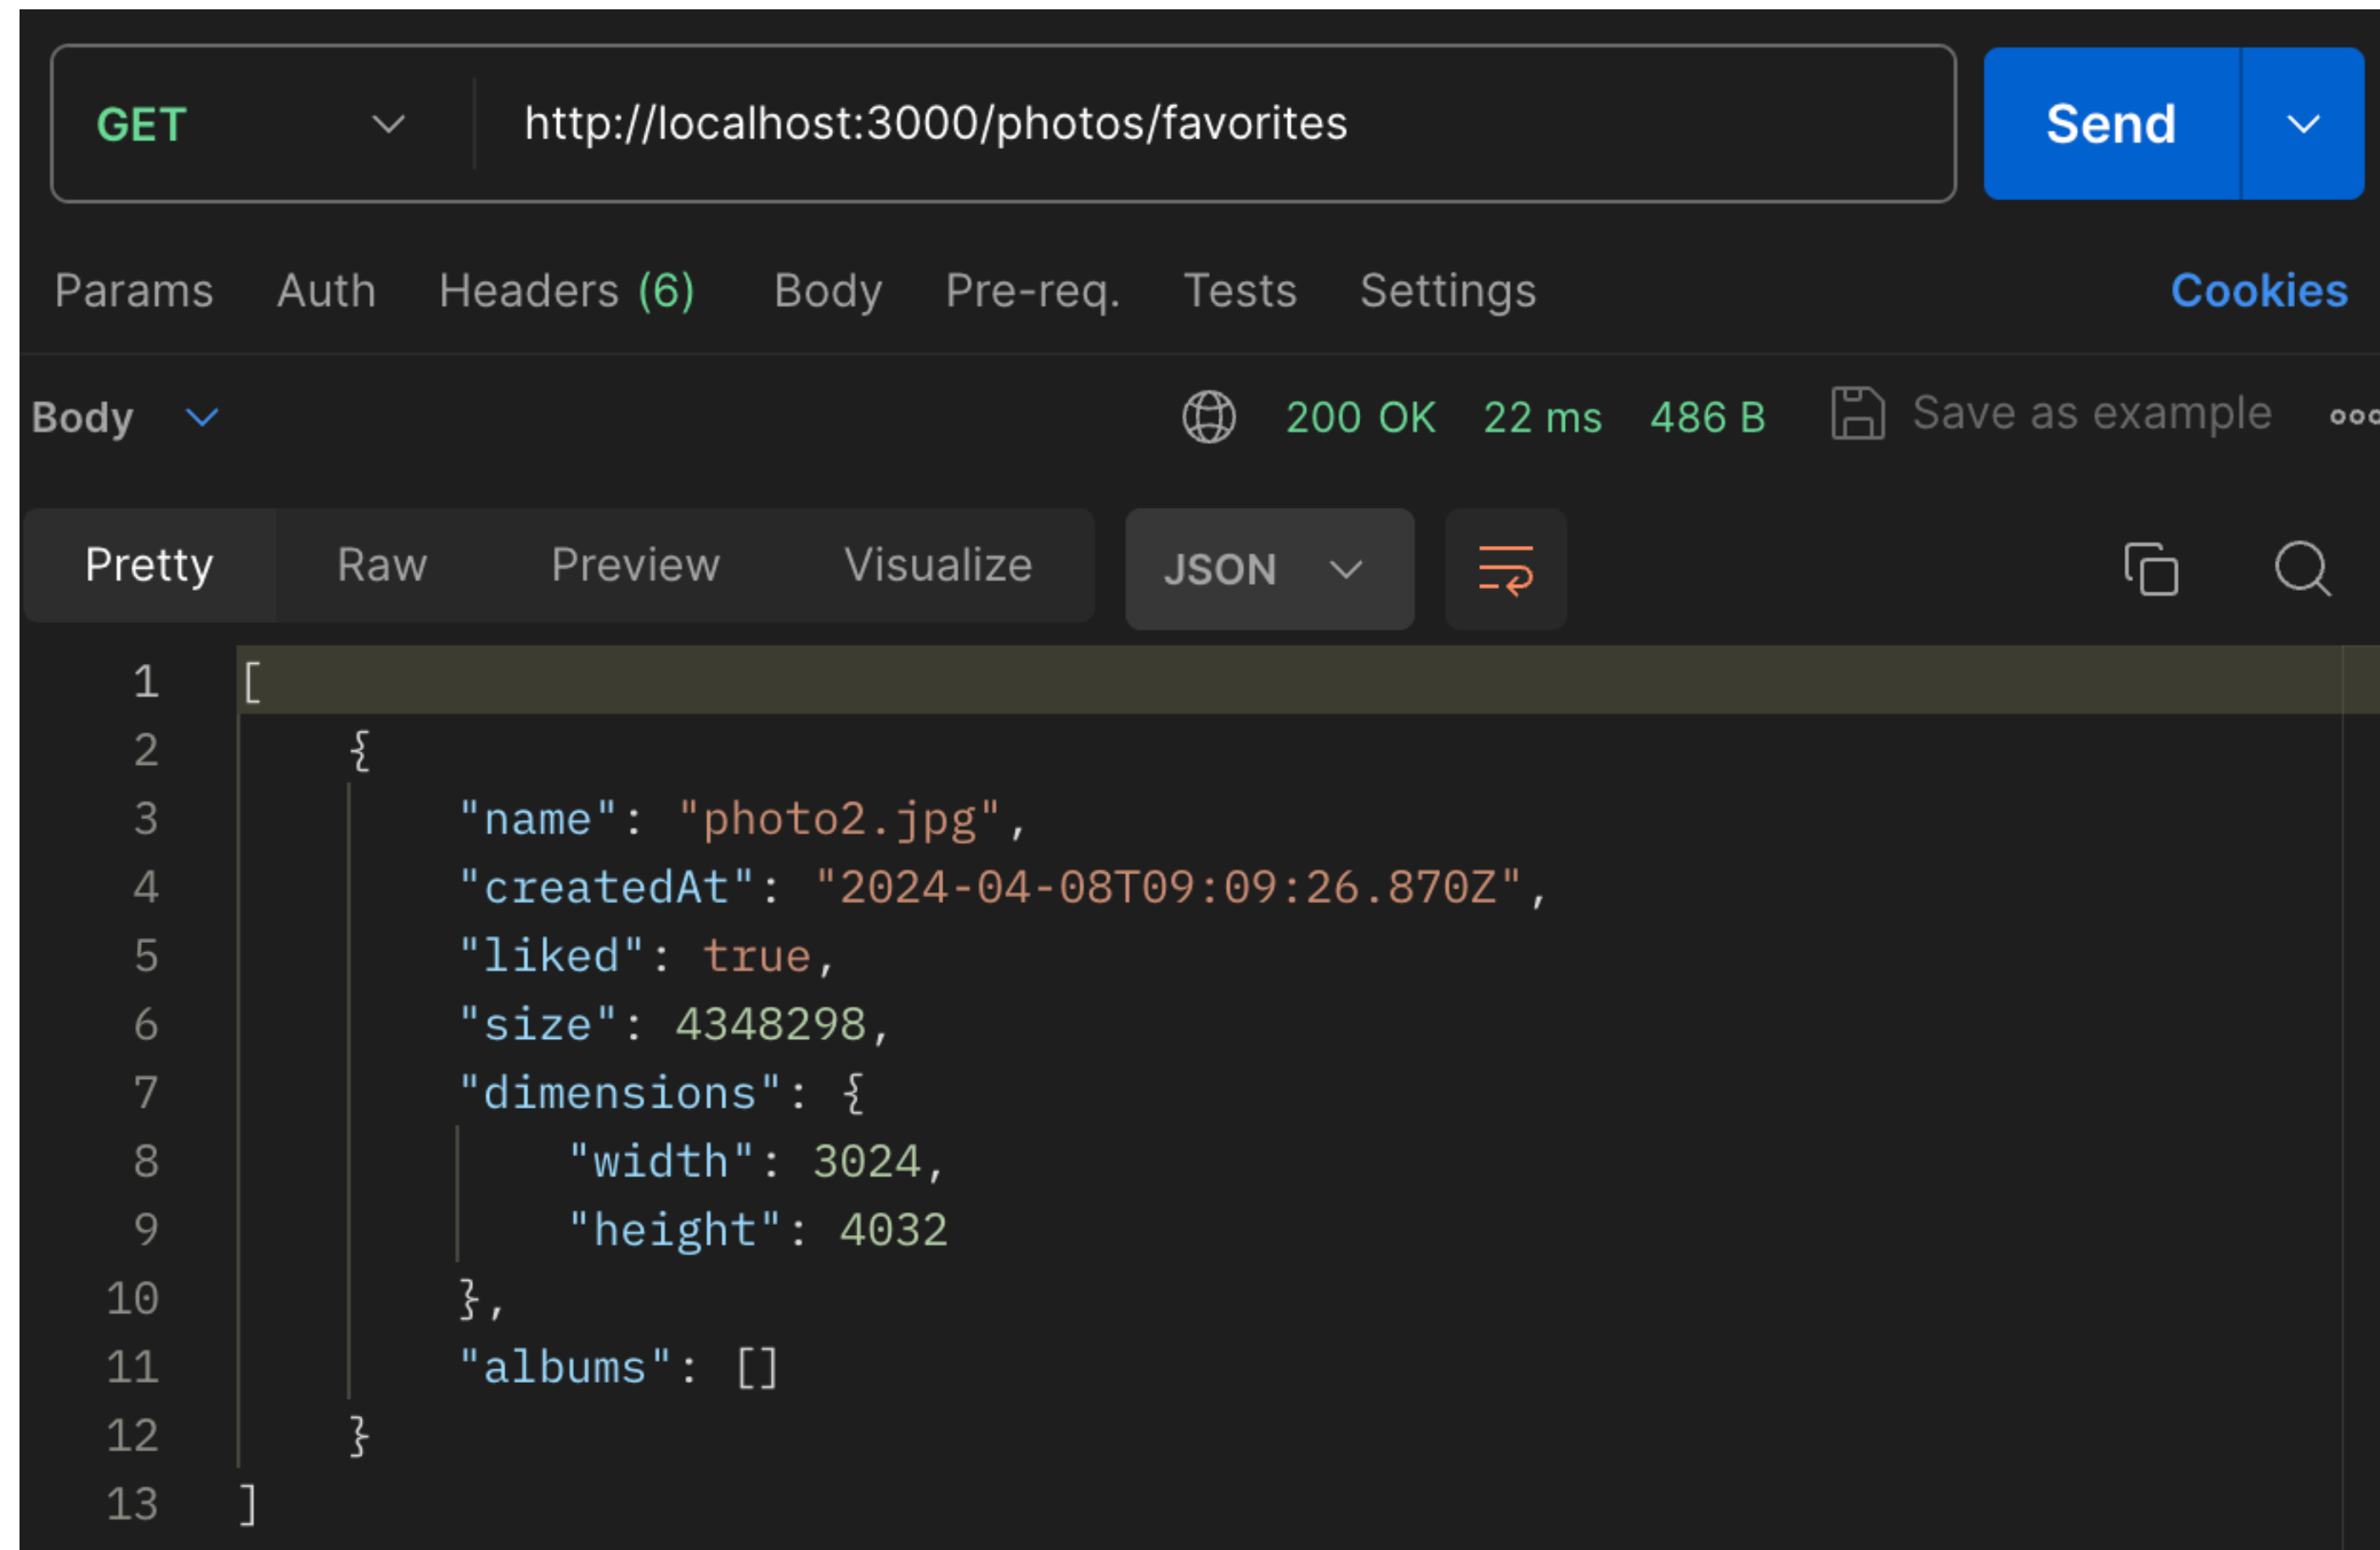 GET http://localhost:3000/photos/favorites Send
Params Auth Headers (6) Body Pre-req. Tests Settings Cookies
Body 200 OK 22 ms 486 B Save as example
Pretty Raw Preview Visualize JSON
1 [
2 {
3 "name": "photo2.jpg",
4 "createdAt": "2024-04-08T09:09:26.870Z",
5 "liked": true,
6 "size": 4348298,
7 "dimensions": {
8 "width": 3024,
9 "height": 4032
10 },
11 "albums": []
12 }
13 ]